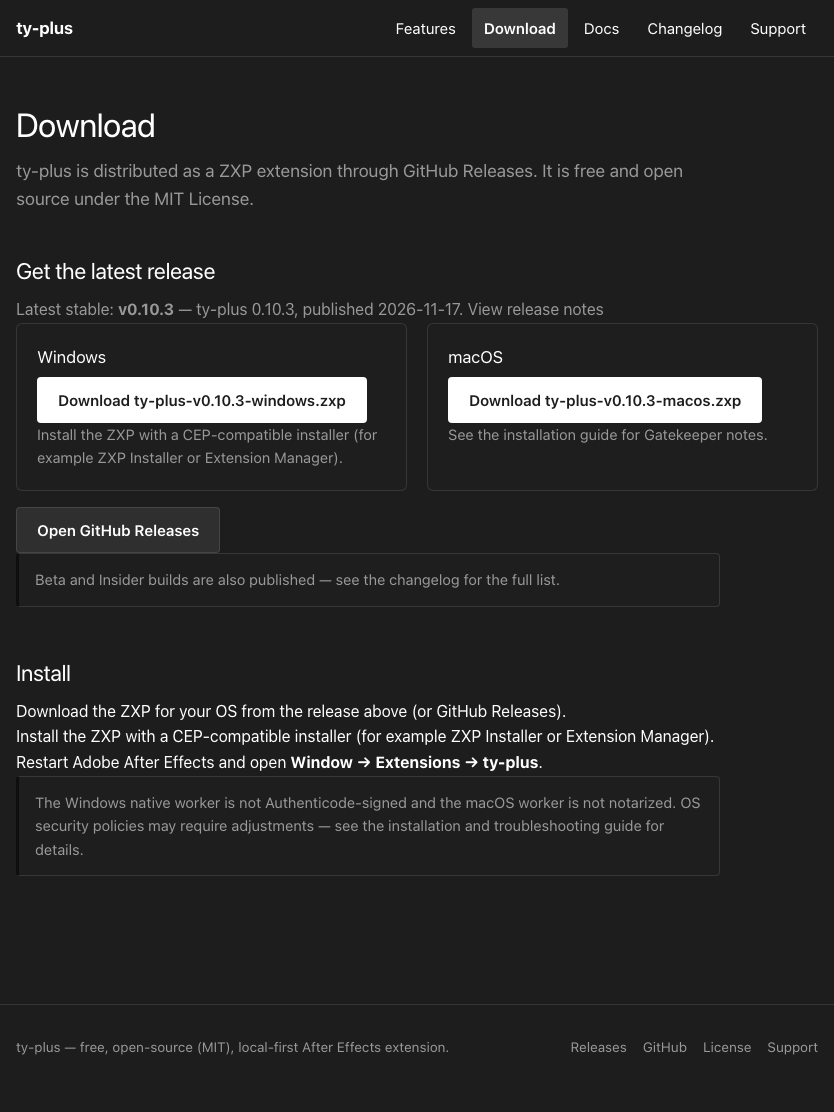 ty-plus
Features
Download
Docs
Changelog
Support
Download
ty-plus is distributed as a ZXP extension through GitHub Releases. It is free and open
source under the MIT License.
Get the latest release
Latest stable: v0.10.3 — ty-plus 0.10.3, published 2026-11-17. View release notes
Windows
Download ty-plus-v0.10.3-windows.zxp
Install the ZXP with a CEP-compatible installer (for
example ZXP Installer or Extension Manager).
macOS
Download ty-plus-v0.10.3-macos.zxp
See the installation guide for Gatekeeper notes.
Open GitHub Releases
Beta and Insider builds are also published — see the changelog for the full list.
Install
Download the ZXP for your OS from the release above (or GitHub Releases).
Install the ZXP with a CEP-compatible installer (for example ZXP Installer or Extension Manager).
Restart Adobe After Effects and open Window → Extensions → ty-plus.
The Windows native worker is not Authenticode-signed and the macOS worker is not notarized. OS
security policies may require adjustments — see the installation and troubleshooting guide for
details.
ty-plus — free, open-source (MIT), local-first After Effects extension.
Releases
GitHub
License
Support